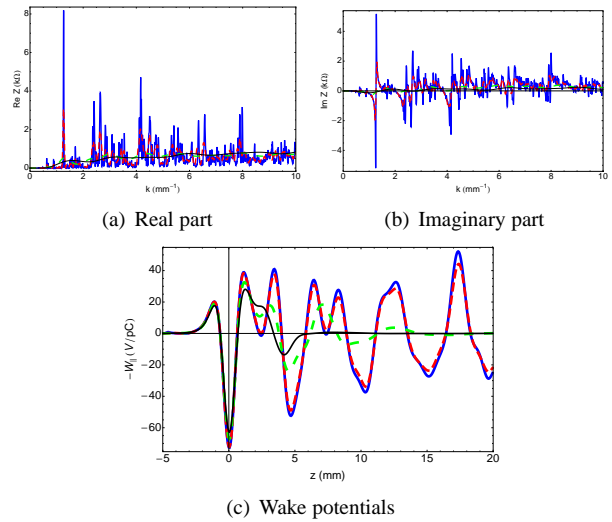 8
6
4
2
0
0 2 4 6 8 10
Re Z (kΩ)
k (mm⁻¹)
4
2
0
-2
-4
0 2 4 6 8 10
Im Z (kΩ)
k (mm⁻¹)
(a) Real part
(b) Imaginary part
40
20
0
-20
-40
-60
-5 0 5 10 15 20
-W|| (V/pC)
z (mm)
(c) Wake potentials